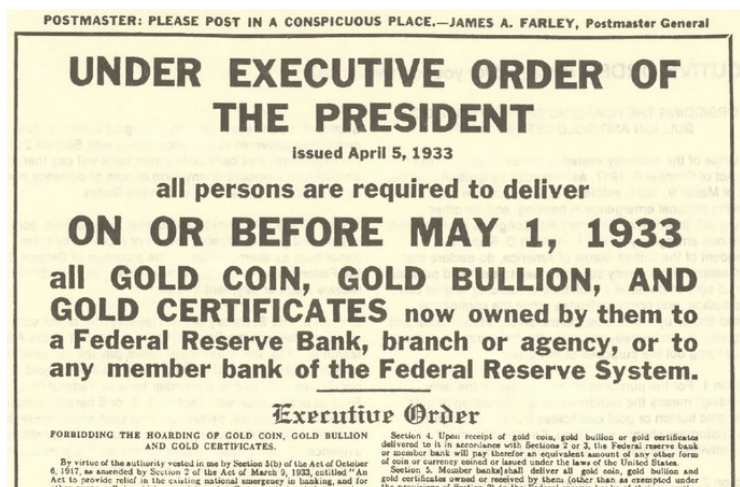 POSTMASTER: PLEASE POST IN A CONSPICUOUS PLACE.—JAMES A. FARLEY, Postmaster General
UNDER EXECUTIVE ORDER OF
THE PRESIDENT
Issued April 5, 1933
all persons are required to deliver
ON OR BEFORE MAY 1, 1933
all GOLD COIN, GOLD BULLION, AND
GOLD CERTIFICATES now owned by them to
a Federal Reserve Bank, branch or agency, or to
any member bank of the Federal Reserve System.
Executive Order
FORBIDDING THE HOARDING OF GOLD COIN, GOLD BULLION
AND GOLD CERTIFICATES.
By virtue of the authority vested in me by Section 5(b) of the Act of October
6, 1917, as amended by Section 2 of the Act of March 9, 1933, entitled "An
Act to provide relief in the existing national emergency in banking, and for
Section 4. Upon receipt of gold coin, gold bullion or gold certificates
delivered to it in accordance with Sections 2 or 3, the Federal reserve bank
or member bank will pay therefor an equivalent amount of any other form
of coin or currency coined or issued under the laws of the United States.
Section 5. Member banks shall deliver all gold coin, gold bullion and
gold certificates owned or received by them (other than as exempted under